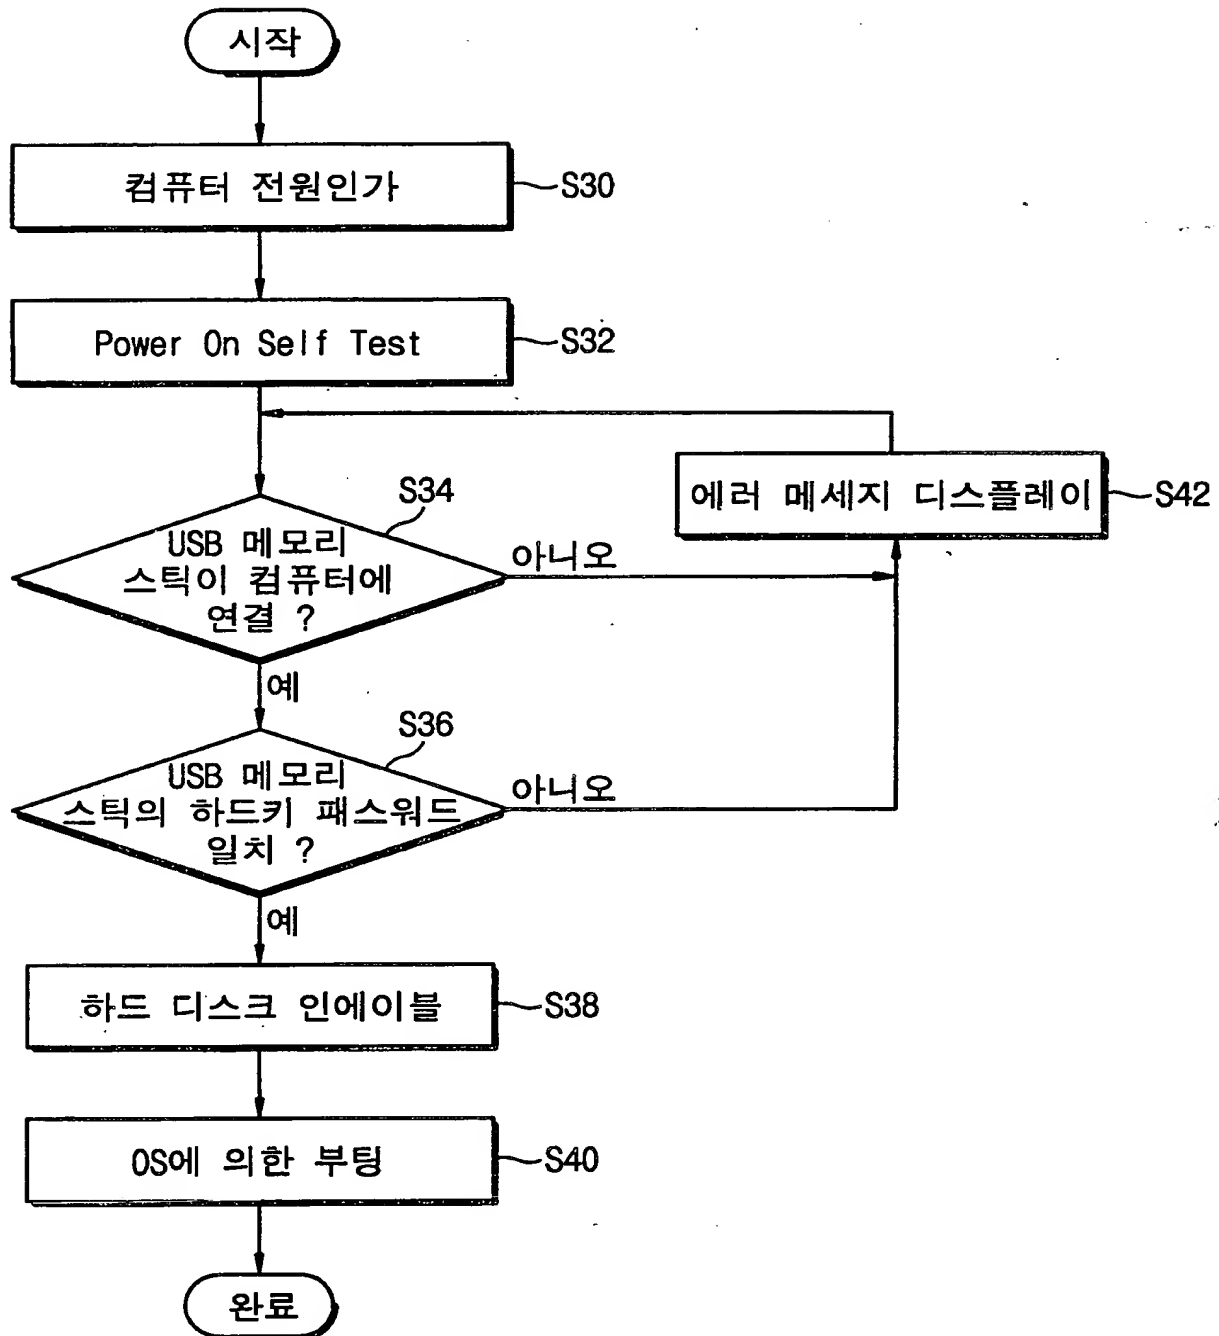 시작
컴퓨터 전원인가
S30
Power On Self Test
S32
에러 메세지 디스플레이
S42
S34
USB 메모리
스틱이 컴퓨터에
연결 ?
아니오
예
S36
USB 메모리
스틱의 하드키 패스워드
일치 ?
아니오
예
하드 디스크 인에이블
S38
OS에 의한 부팅
S40
완료